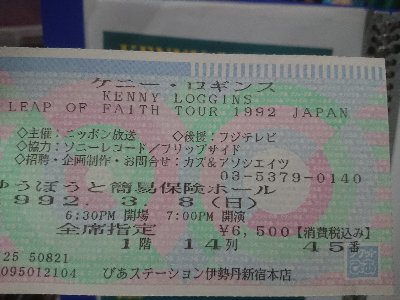 ケニー・ロギンス
KENNY LOGGINS
LEAP OF FAITH TOUR 1992 JAPAN
◇主催：ニッポン放送 ◇後援：フジテレビ
◇協力：ソニーレコード／フリップサイド
◇招聘・企画制作・お問合せ：カズ&アソシエイツ
03-5379-0140
ゆうぽうと簡易保険ホール
992. 3. 8(日)
6:30PM 開場 7:00PM 開演
全席指定 ¥6,500【消費税込み】
1階 14列 45番
25 50821
095012104 ぴあステーション伊勢丹新宿本店